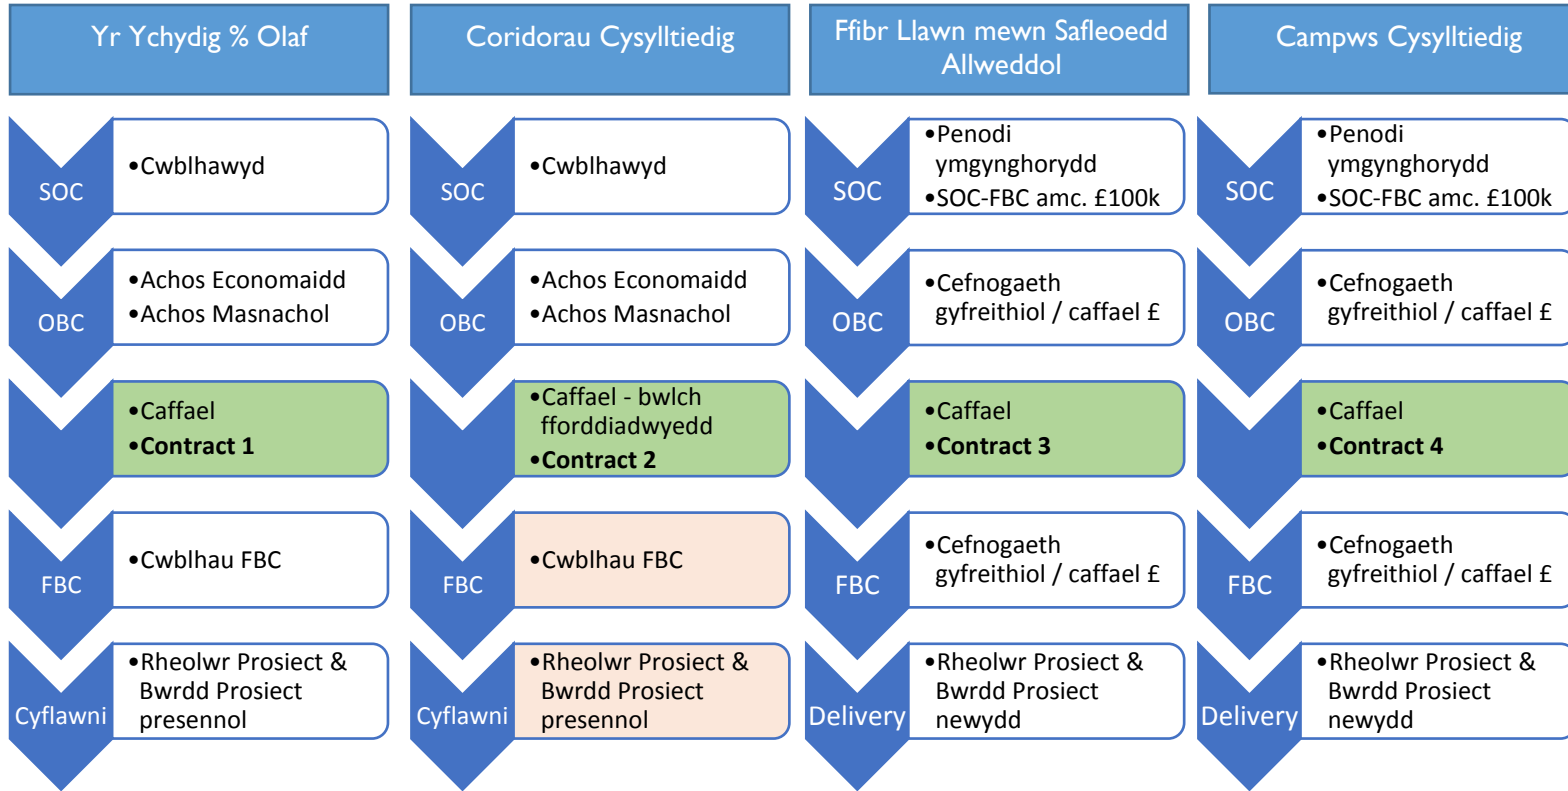 Yr Ychydig % Olaf
SOC
•Cwblhawyd
OBC
•Achos Economaidd
•Achos Masnachol
•Caffael
•Contract 1
FBC
•Cwblhau FBC
Cyflawni
•Rheolwr Prosiect &
Bwrdd Prosiect
presennol
Coridorau Cysylltiedig
SOC
•Cwblhawyd
OBC
•Achos Economaidd
•Achos Masnachol
•Caffael - bwlch
fforddiadwyedd
•Contract 2
FBC
•Cwblhau FBC
Cyflawni
•Rheolwr Prosiect &
Bwrdd Prosiect
presennol
Ffibr Llawn mewn Safleoedd
Allweddol
SOC
•Penodi
ymgynghorydd
•SOC-FBC amc. £100k
OBC
•Cefnogaeth
gyfreithiol / caffael £
•Caffael
•Contract 3
FBC
•Cefnogaeth
gyfreithiol / caffael £
Delivery
•Rheolwr Prosiect &
Bwrdd Prosiect
newydd
Campws Cysylltiedig
SOC
•Penodi
ymgynghorydd
•SOC-FBC amc. £100k
OBC
•Cefnogaeth
gyfreithiol / caffael £
•Caffael
•Contract 4
FBC
•Cefnogaeth
gyfreithiol / caffael £
Delivery
•Rheolwr Prosiect &
Bwrdd Prosiect
newydd